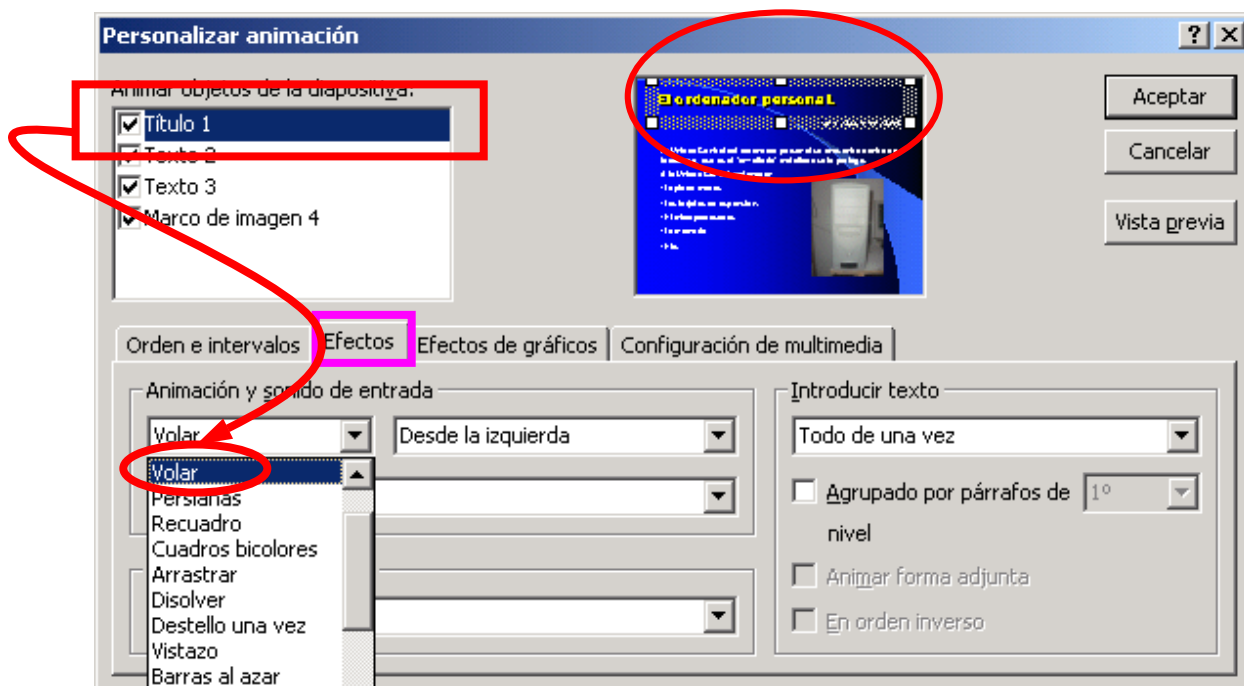 Personalizar animación
Animar objetos de la diapositiva:
Título 1
Texto 2
Texto 3
Marco de imagen 4
El ordenador personal.
Aceptar
Cancelar
Vista previa
Orden e intervalos
Efectos
Efectos de gráficos
Configuración de multimedia
Animación y sonido de entrada
Volar
Desde la izquierda
Volar
Persianas
Recuadro
Cuadros bicolores
Arrastrar
Disolver
Destello una vez
Vistazo
Barras al azar
Introducir texto
Todo de una vez
Agrupado por párrafos de 1º
nivel
Animar forma adjunta
En orden inverso